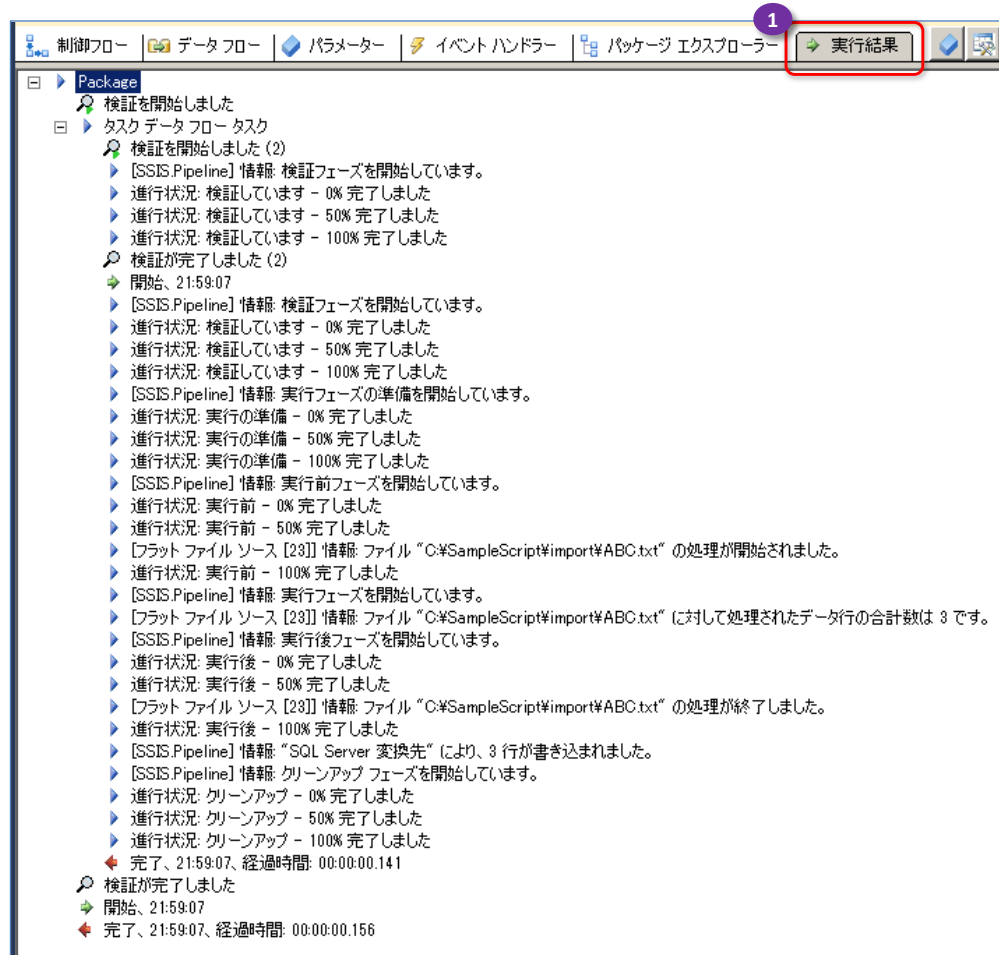 1
制御フロー データ フロー パラメーター イベント ハンドラー パッケージ エクスプローラー 実行結果
Package
検証を開始しました
タスク データ フロー タスク
検証を開始しました (2)
[SSIS.Pipeline] 情報: 検証フェーズを開始しています。
進行状況: 検証しています - 0% 完了しました
進行状況: 検証しています - 50% 完了しました
進行状況: 検証しています - 100% 完了しました
検証が完了しました (2)
開始、21:59:07
[SSIS.Pipeline] 情報: 検証フェーズを開始しています。
進行状況: 検証しています - 0% 完了しました
進行状況: 検証しています - 50% 完了しました
進行状況: 検証しています - 100% 完了しました
[SSIS.Pipeline] 情報: 実行フェーズの準備を開始しています。
進行状況: 実行の準備 - 0% 完了しました
進行状況: 実行の準備 - 50% 完了しました
進行状況: 実行の準備 - 100% 完了しました
[SSIS.Pipeline] 情報: 実行前フェーズを開始しています。
進行状況: 実行前 - 0% 完了しました
進行状況: 実行前 - 50% 完了しました
[フラット ファイル ソース [23]] 情報: ファイル "C:¥SampleScript¥import¥ABC.txt" の処理が開始されました。
進行状況: 実行前 - 100% 完了しました
[SSIS.Pipeline] 情報: 実行フェーズを開始しています。
[フラット ファイル ソース [23]] 情報: ファイル "C:¥SampleScript¥import¥ABC.txt" に対して処理されたデータ行の合計数は 3 です。
[SSIS.Pipeline] 情報: 実行後フェーズを開始しています。
進行状況: 実行後 - 0% 完了しました
進行状況: 実行後 - 50% 完了しました
[フラット ファイル ソース [23]] 情報: ファイル "C:¥SampleScript¥import¥ABC.txt" の処理が終了しました。
進行状況: 実行後 - 100% 完了しました
[SSIS.Pipeline] 情報: "SQL Server 変換先" により、3 行が書き込まれました。
[SSIS.Pipeline] 情報: クリーンアップ フェーズを開始しています。
進行状況: クリーンアップ - 0% 完了しました
進行状況: クリーンアップ - 50% 完了しました
進行状況: クリーンアップ - 100% 完了しました
完了、21:59:07、経過時間: 00:00:00.141
検証が完了しました
開始、21:59:07
完了、21:59:07、経過時間: 00:00:00.156